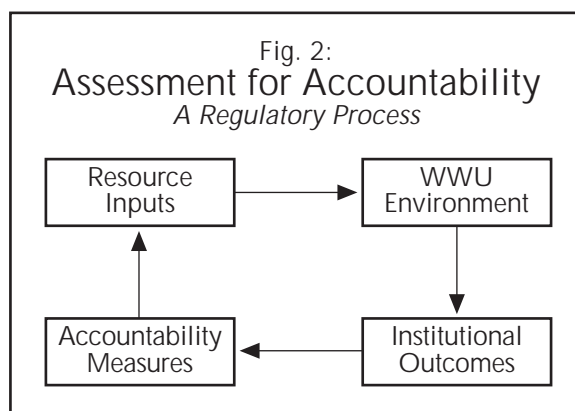 Fig. 2:
Assessment for Accountability
A Regulatory Process
Resource
Inputs
WWU
Environment
Accountability
Measures
Institutional
Outcomes